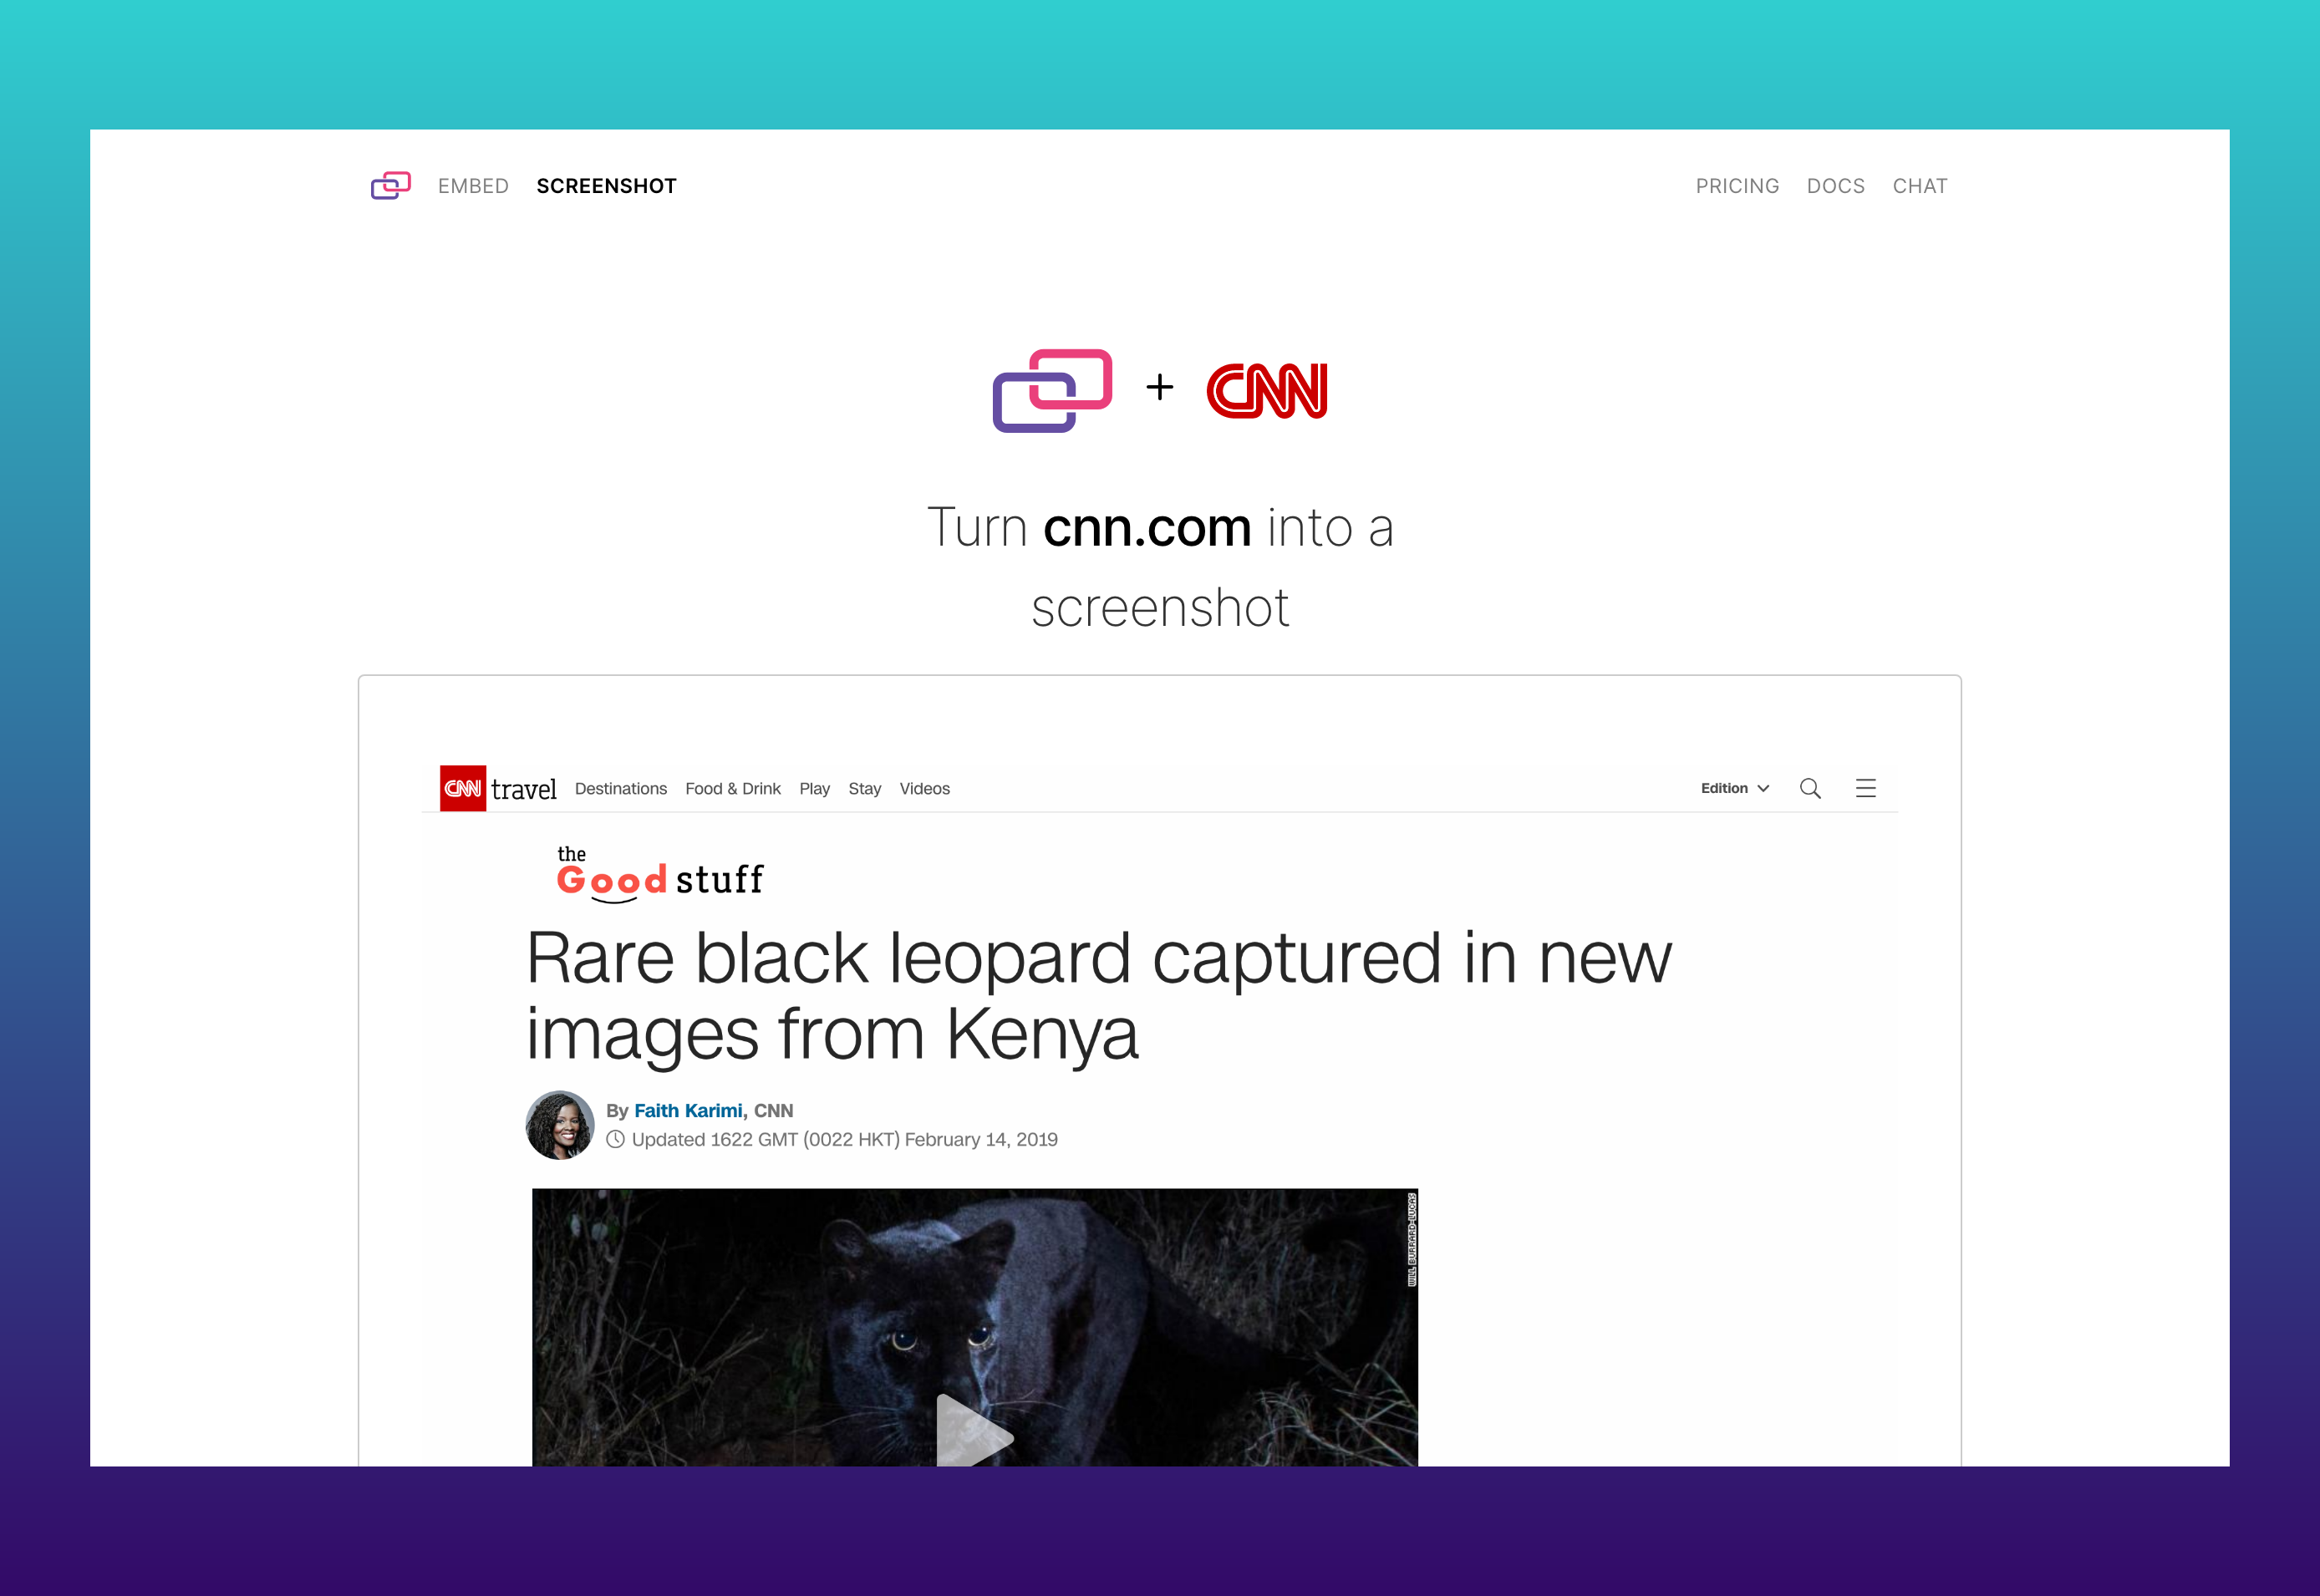 EMBED SCREENSHOT PRICING DOCS CHAT
+ CNN
Turn cnn.com into a
screenshot
CNN travel Destinations Food & Drink Play Stay Videos Edition
the
Good stuff
Rare black leopard captured in new
images from Kenya
By Faith Karimi, CNN
Updated 1622 GMT (0022 HKT) February 14, 2019
WILL BURRARD-LUCAS